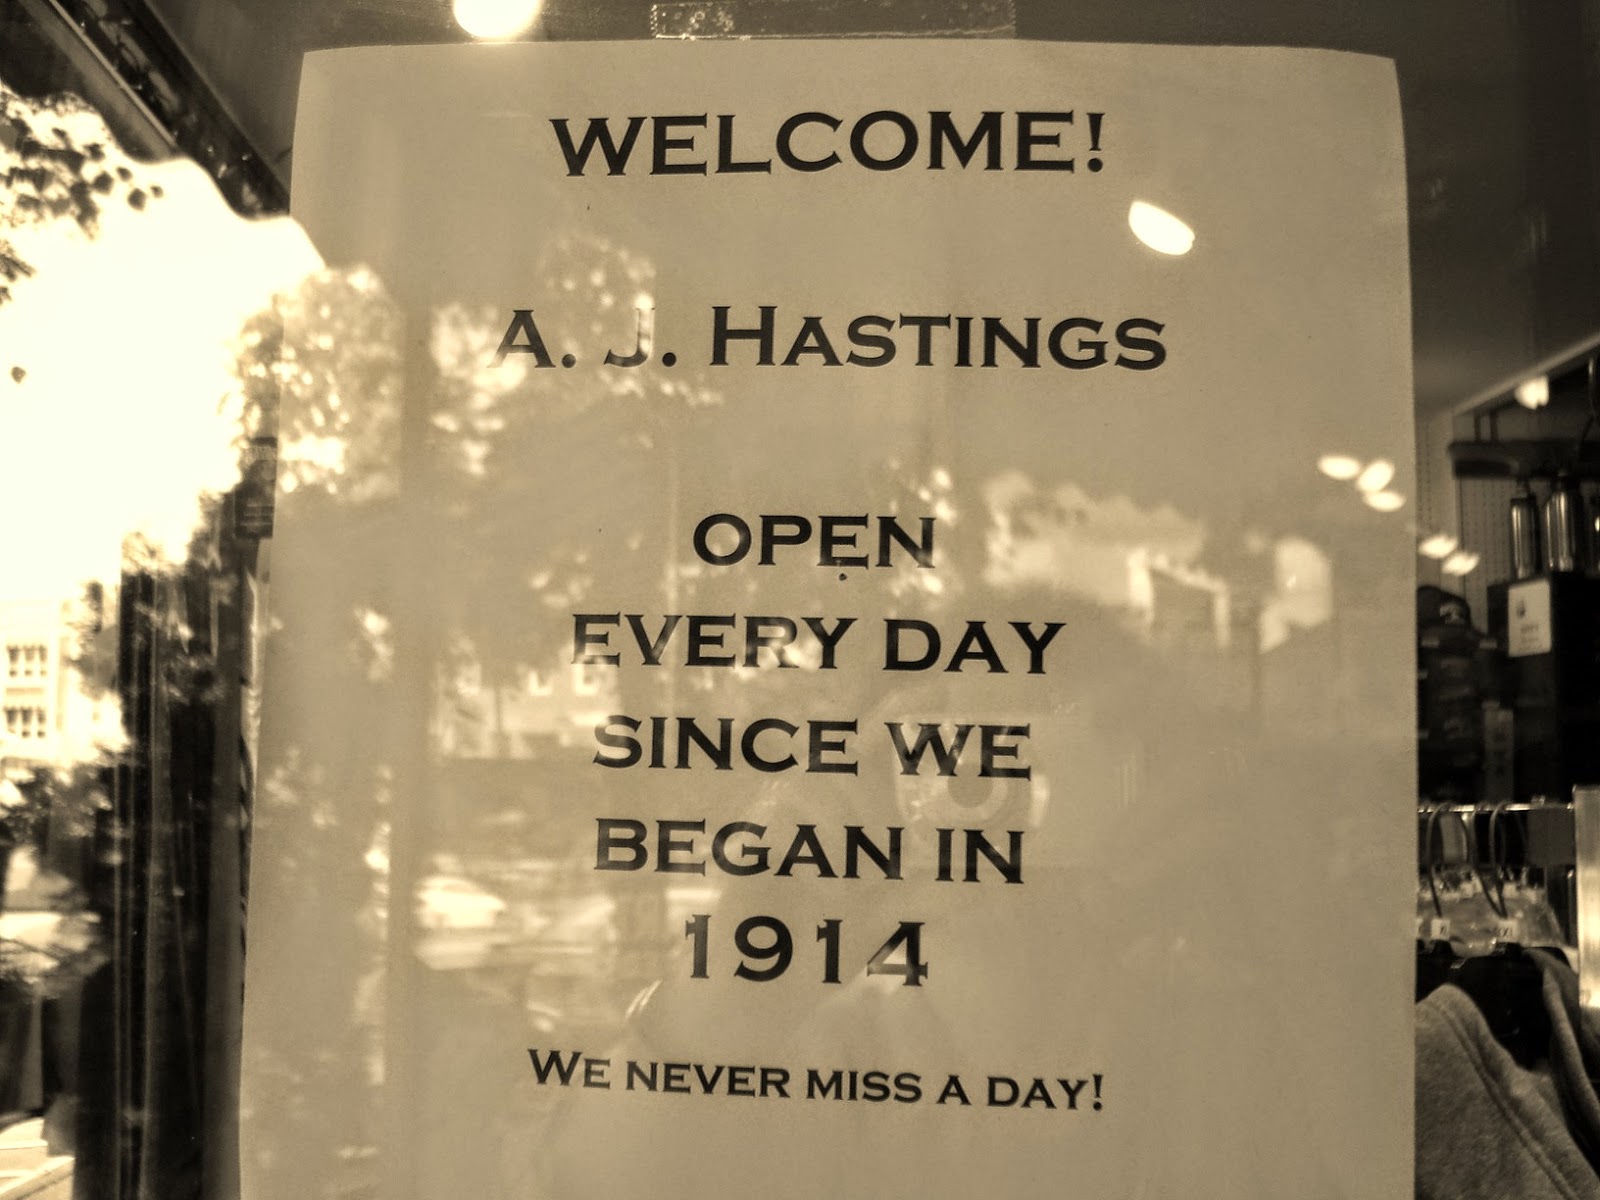 WELCOME!
A. J. HASTINGS
OPEN
EVERY DAY
SINCE WE
BEGAN IN
1914
WE NEVER MISS A DAY!